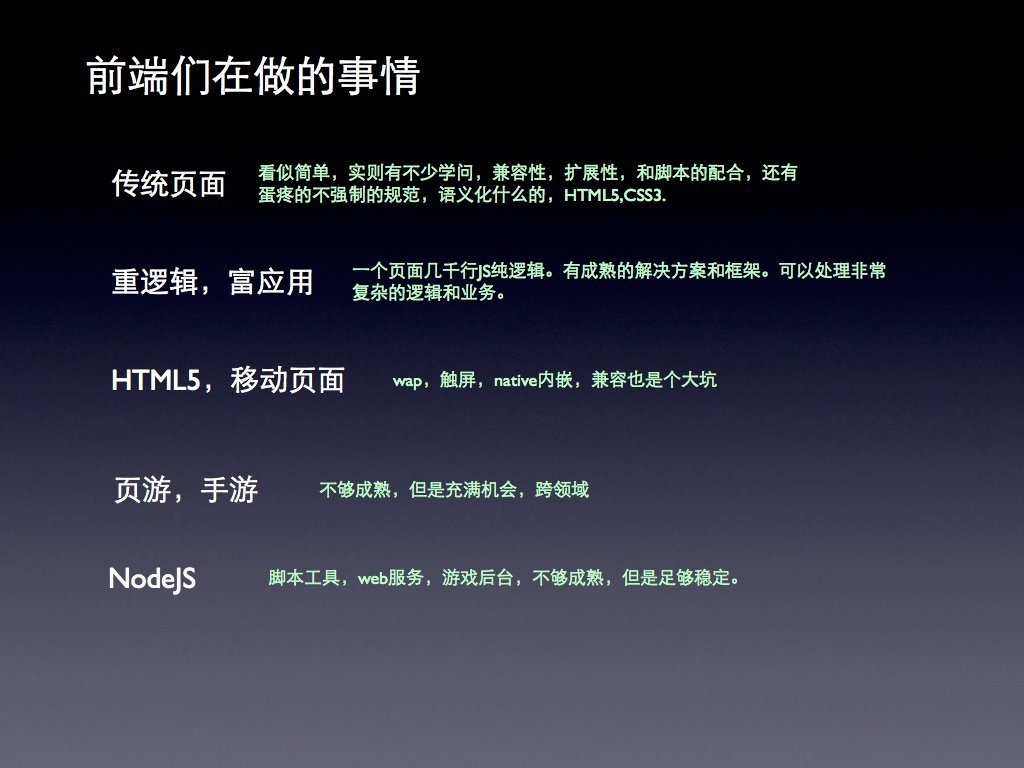 前端们在做的事情
传统页面
看似简单，实则有不少学问，兼容性，扩展性，和脚本的配合，还有
蛋疼的不强制的规范，语义化什么的，HTML5,CSS3.
重逻辑，富应用
一个页面几千行JS纯逻辑。有成熟的解决方案和框架。可以处理非常
复杂的逻辑和业务。
HTML5，移动页面
wap，触屏，native内嵌，兼容也是个大坑
页游，手游
不够成熟，但是充满机会，跨领域
NodeJS
脚本工具，web服务，游戏后台，不够成熟，但是足够稳定。